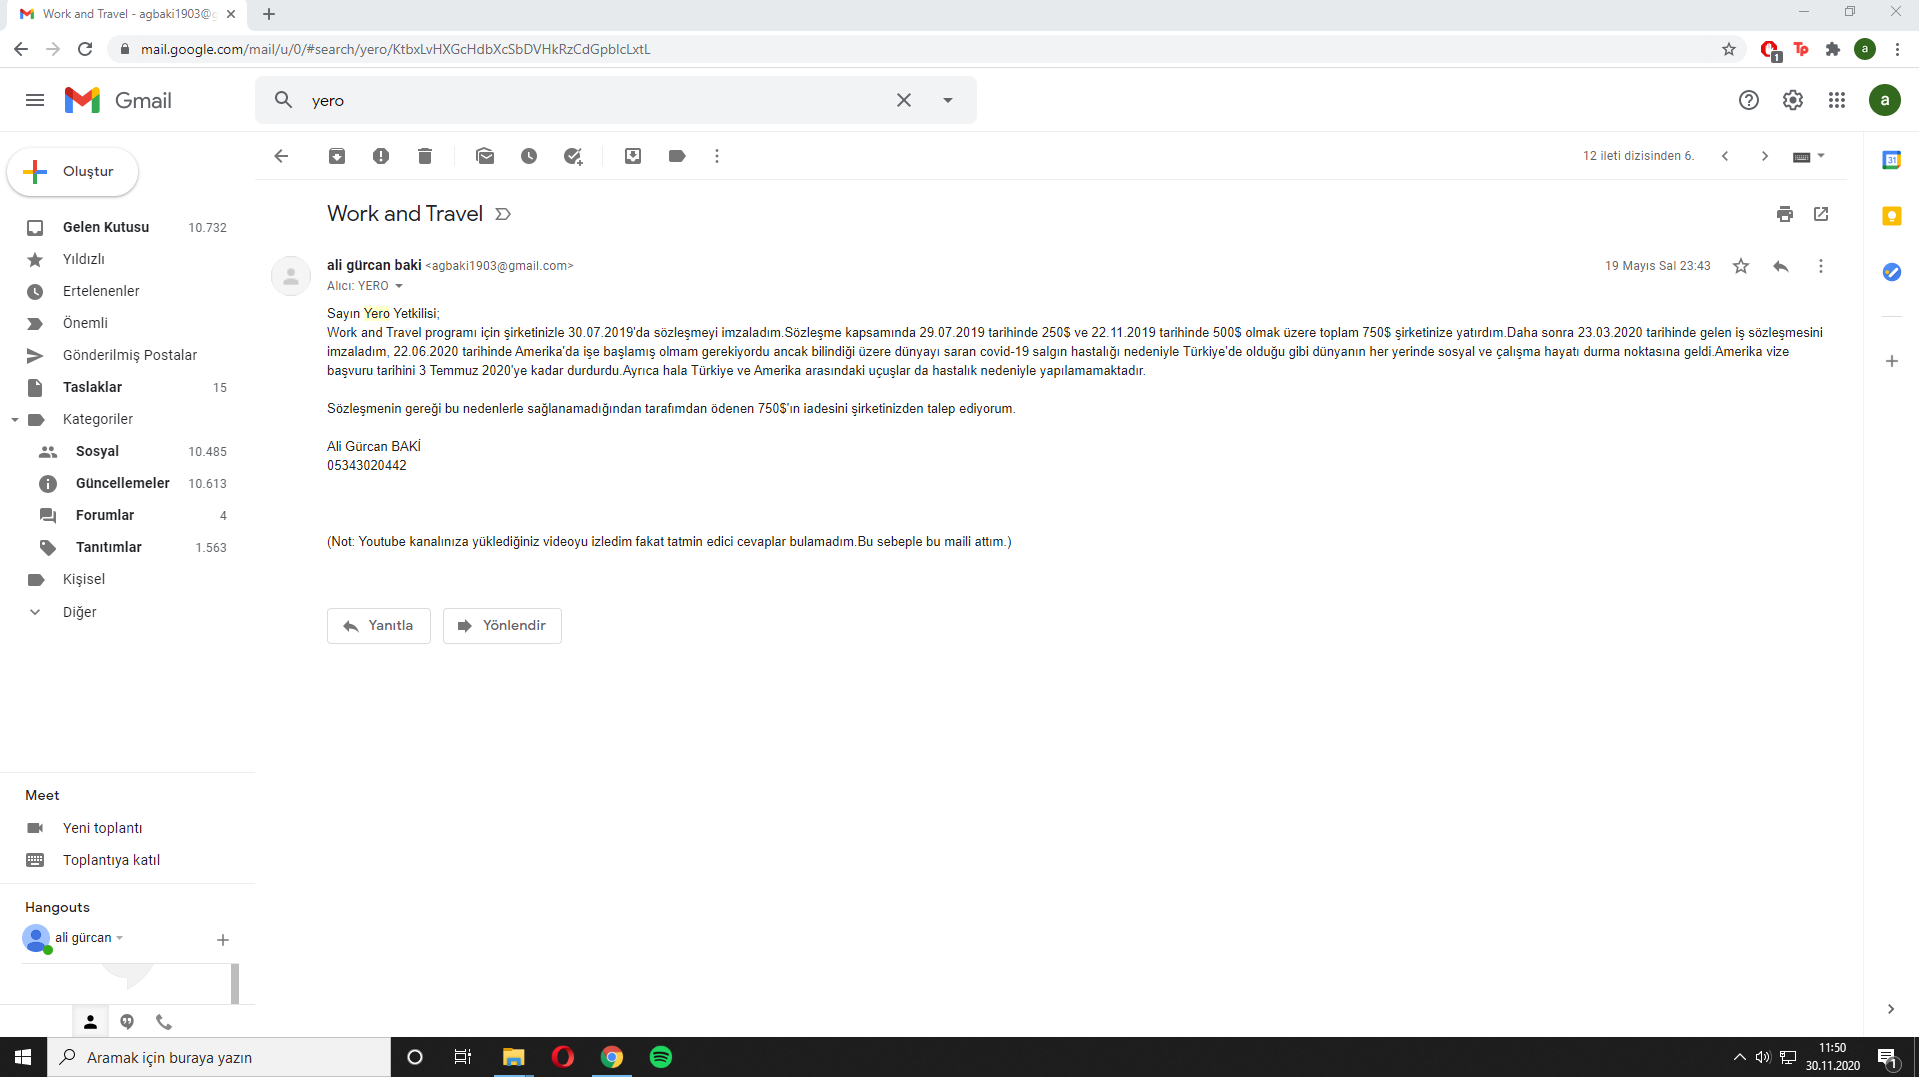 Work and Travel - agbaki1903@g
mail.google.com/mail/u/0/#search/yero/KtbxLvHXGcHdbXcSbDVHkRzCdGpblcLxtL
1
Tp
a
Gmail
yero
a
Oluştur
12 ileti dizisinden 6.
31
Work and Travel
Gelen Kutusu 10.732
Yıldızlı
Ertelenenler
Önemli
Gönderilmiş Postalar
Taslaklar 15
Kategoriler
Sosyal 10.485
Güncellemeler 10.613
Forumlar 4
Tanıtımlar 1.563
Kişisel
Diğer
ali gürcan baki <agbaki1903@gmail.com>
19 Mayıs Sal 23:43
Alıcı: YERO
Sayın Yero Yetkilisi;
Work and Travel programı için şirketinizle 30.07.2019'da sözleşmeyi imzaladım.Sözleşme kapsamında 29.07.2019 tarihinde 250$ ve 22.11.2019 tarihinde 500$ olmak üzere toplam 750$ şirketinize yatırdım.Daha sonra 23.03.2020 tarihinde gelen iş sözleşmesini
imzaladım, 22.06.2020 tarihinde Amerika'da işe başlamış olmam gerekiyordu ancak bilindiği üzere dünyayı saran covid-19 salgın hastalığı nedeniyle Türkiye'de olduğu gibi dünyanın her yerinde sosyal ve çalışma hayatı durma noktasına geldi.Amerika vize
başvuru tarihini 3 Temmuz 2020'ye kadar durdurdu.Ayrıca hala Türkiye ve Amerika arasındaki uçuşlar da hastalık nedeniyle yapılamamaktadır.
Sözleşmenin gereği bu nedenlerle sağlanamadığından tarafımdan ödenen 750$'ın iadesini şirketinizden talep ediyorum.
Ali Gürcan BAKİ
05343020442
(Not: Youtube kanalınıza yüklediğiniz videoyu izledim fakat tatmin edici cevaplar bulamadım.Bu sebeple bu maili attım.)
Yanıtla
Yönlendir
Meet
Yeni toplantı
Toplantıya katıl
Hangouts
ali gürcan
Aramak için buraya yazın
11:50
30.11.2020
1